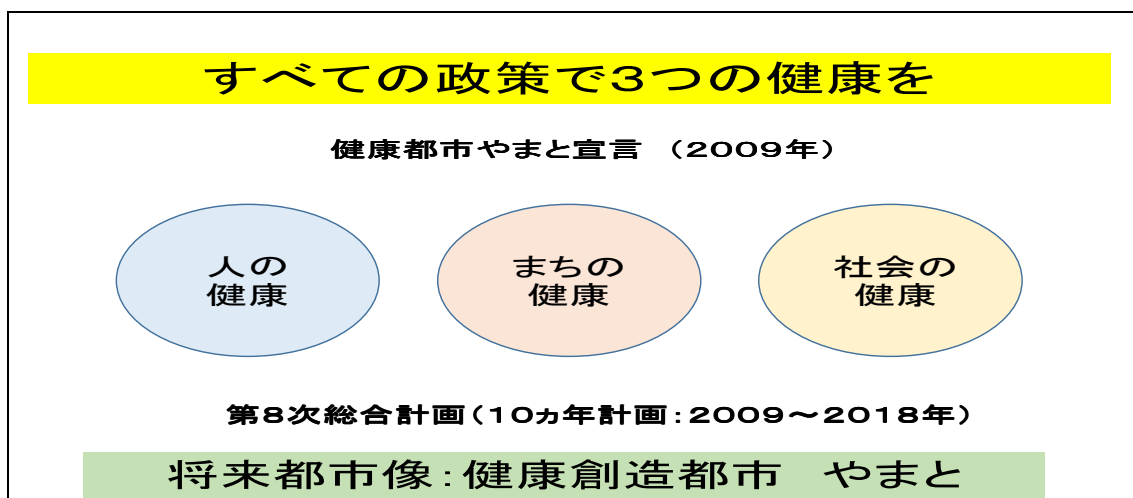 すべての政策で３つの健康を
健康都市やまと宣言　（２００９年）
人の
健康
まちの
健康
社会の
健康
第８次総合計画（１０ヵ年計画：２００９～２０１８年）
将来都市像：健康創造都市　やまと